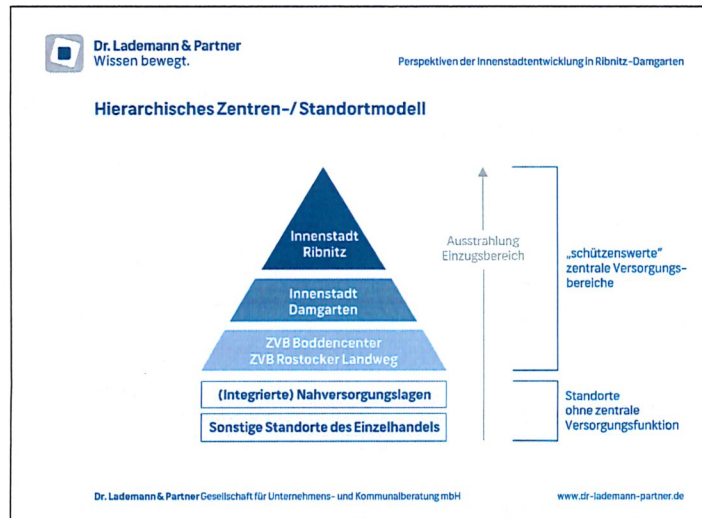 Dr. Lademann & Partner
Wissen bewegt.
Perspektiven der Innenstadtentwicklung in Ribnitz-Damgarten
Hierarchisches Zentren-/ Standortmodell
Innenstadt
Ribnitz
Innenstadt
Damgarten
ZVB Boddencenter
ZVB Rostocker Landweg
(Integrierte) Nahversorgungslagen
Sonstige Standorte des Einzelhandels
Ausstrahlung
Einzugsbereich
„schützenswerte”
zentrale Versorgungs-
bereiche
Standorte
ohne zentrale
Versorgungsfunktion
Dr. Lademann & Partner Gesellschaft für Unternehmens- und Kommunalberatung mbH
www.dr-lademann-partner.de